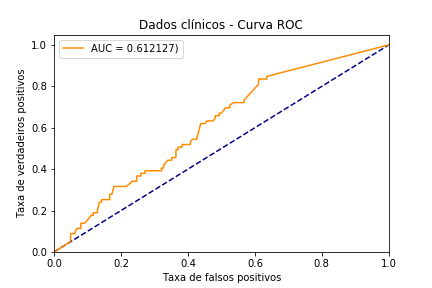 Dados clínicos - Curva ROC
AUC = 0.612127)
Taxa de verdadeiros positivos
1.0
0.8
0.6
0.4
0.2
0.0
0.0 0.2 0.4 0.6 0.8 1.0
Taxa de falsos positivos